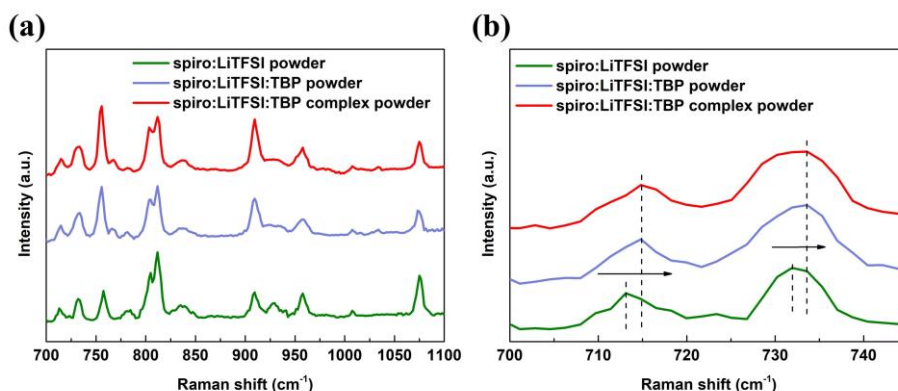 (a)
spiro:LiTFSI powder
spiro:LiTFSI:TBP powder
spiro:LiTFSI:TBP complex powder
Intensity (a.u.)
700 750 800 850 900 950 1000 1050 1100
Raman shift (cm⁻¹)
(b)
spiro:LiTFSI powder
spiro:LiTFSI:TBP powder
spiro:LiTFSI:TBP complex powder
Intensity (a.u.)
700 710 720 730 740
Raman shift (cm⁻¹)